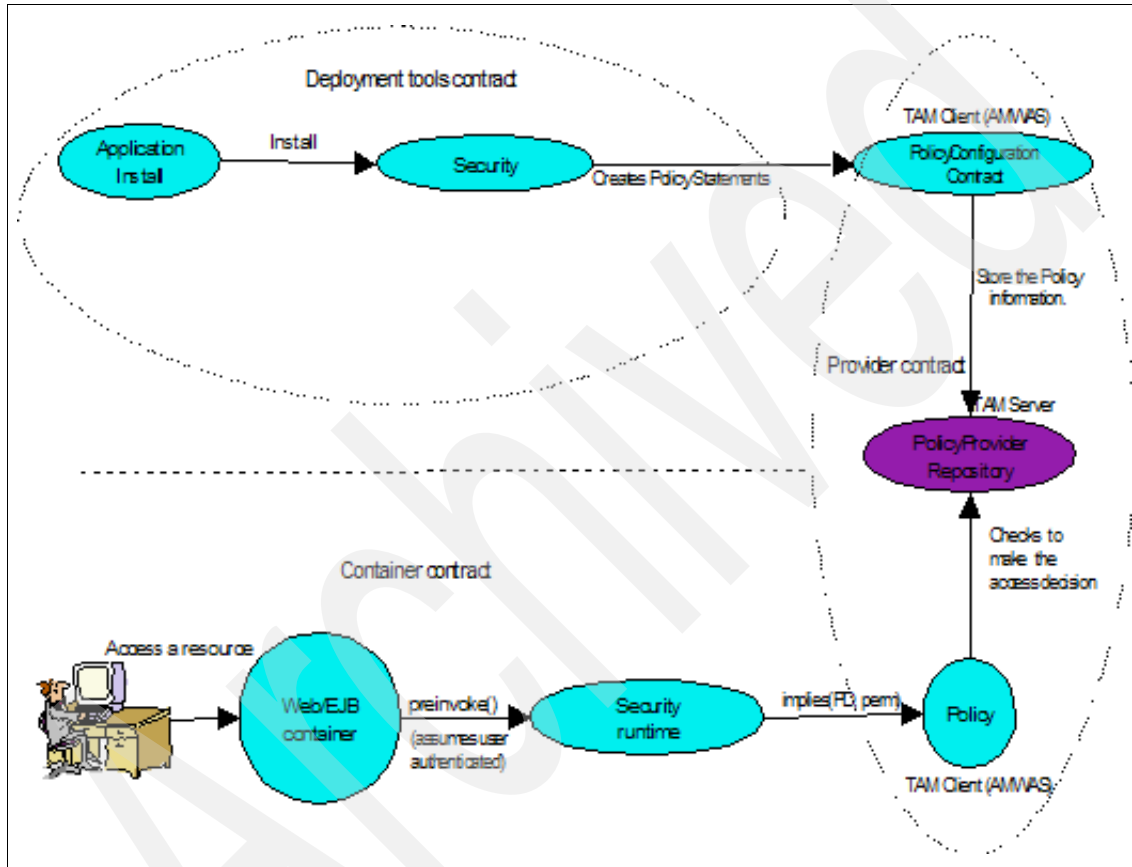 Deployment tools contract
Application
Install
Install
Security
Creates PolicyStatements
TAM Client (AMWAS)
PolicyConfiguration
Contract
Store the Policy
information.
Provider contract
TAM Server
PolicyProvider
Repository
Checks to
make the
access decision
Container contract
Access a resource
Web/EJB
container
preinvoke()
(assumes user
authenticated)
Security
runtime
implies(PD, perm)
Policy
TAM Client (AMWAS)
Archived